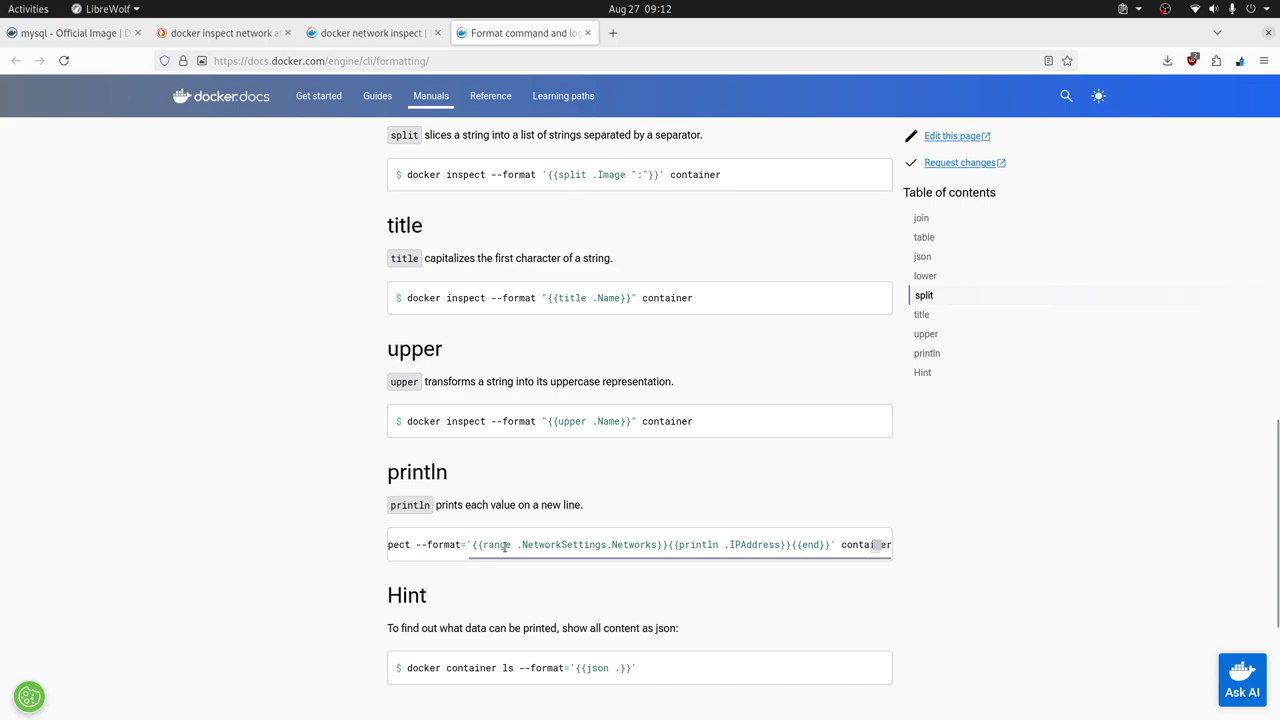 Activities
LibreWolf
Aug 27 09:12
mysql - Official Image | D
docker inspect network a
docker network inspect |
Format command and log
https://docs.docker.com/engine/cli/formatting/
docker.docs
Get started
Guides
Manuals
Reference
Learning paths
split slices a string into a list of strings separated by a separator.
$ docker inspect --format '{{split .Image ":"}}' container
title
title capitalizes the first character of a string.
$ docker inspect --format "{{title .Name}}" container
upper
upper transforms a string into its uppercase representation.
$ docker inspect --format "{{upper .Name}}" container
println
println prints each value on a new line.
pect --format='{{range .NetworkSettings.Networks}}{{println .IPAddress}}{{end}}' container
Hint
To find out what data can be printed, show all content as json:
$ docker container ls --format='{{json .}}'
Edit this page
Request changes
Table of contents
join
table
json
lower
split
title
upper
println
Hint
Ask AI